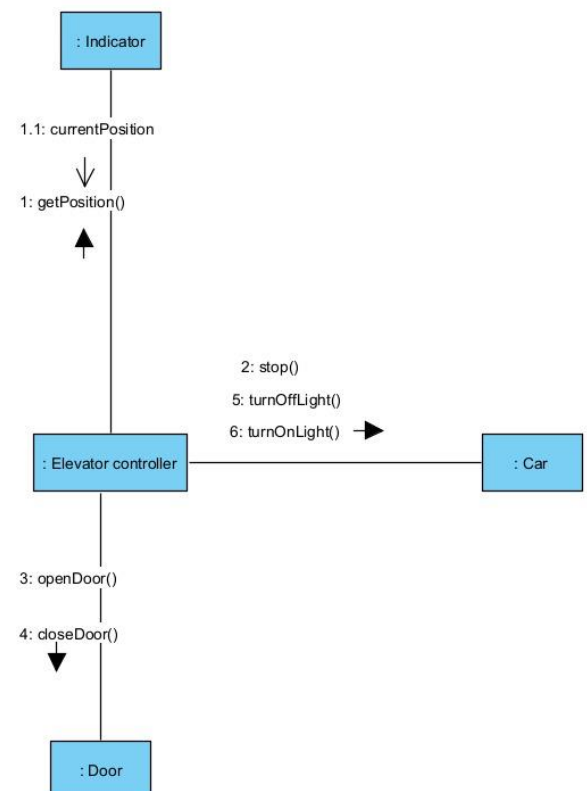 : Indicator
1.1: currentPosition
1: getPosition()
2: stop()
5: turnOffLight()
6: turnOnLight()
: Elevator controller
: Car
3: openDoor()
4: closeDoor()
: Door